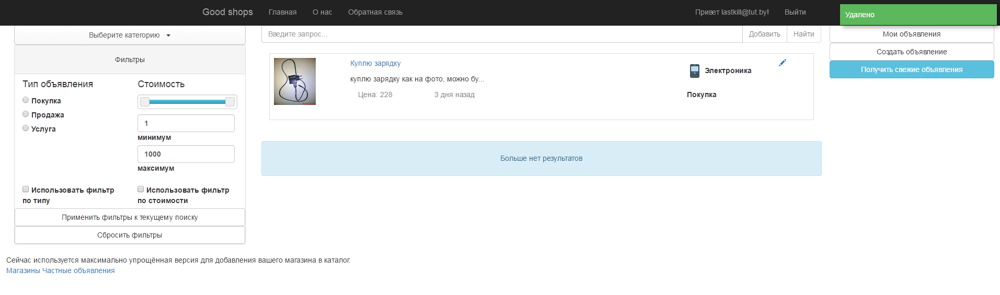 Good shops Главная О нас Обратная связь Привет lastkill@tut.by! Выйти
Удалено
Выберите категорию
Фильтры
Тип объявления
Покупка
Продажа
Услуга
Стоимость
1
минимум
1000
максимум
Использовать фильтр
по типу
Использовать фильтр
по стоимости
Применить фильтры к текущему поиску
Сбросить фильтры
Введите запрос... Добавить Найти
Куплю зарядку
куплю зарядку как на фото, можно бу...
Цена: 228 3 дня назад
Электроника
Покупка
Больше нет результатов
Мои объявления
Создать объявление
Получить свежие объявления
Сейчас используется максимально упрощённая версия для добавления вашего магазина в каталог.
Магазины Частные объявления